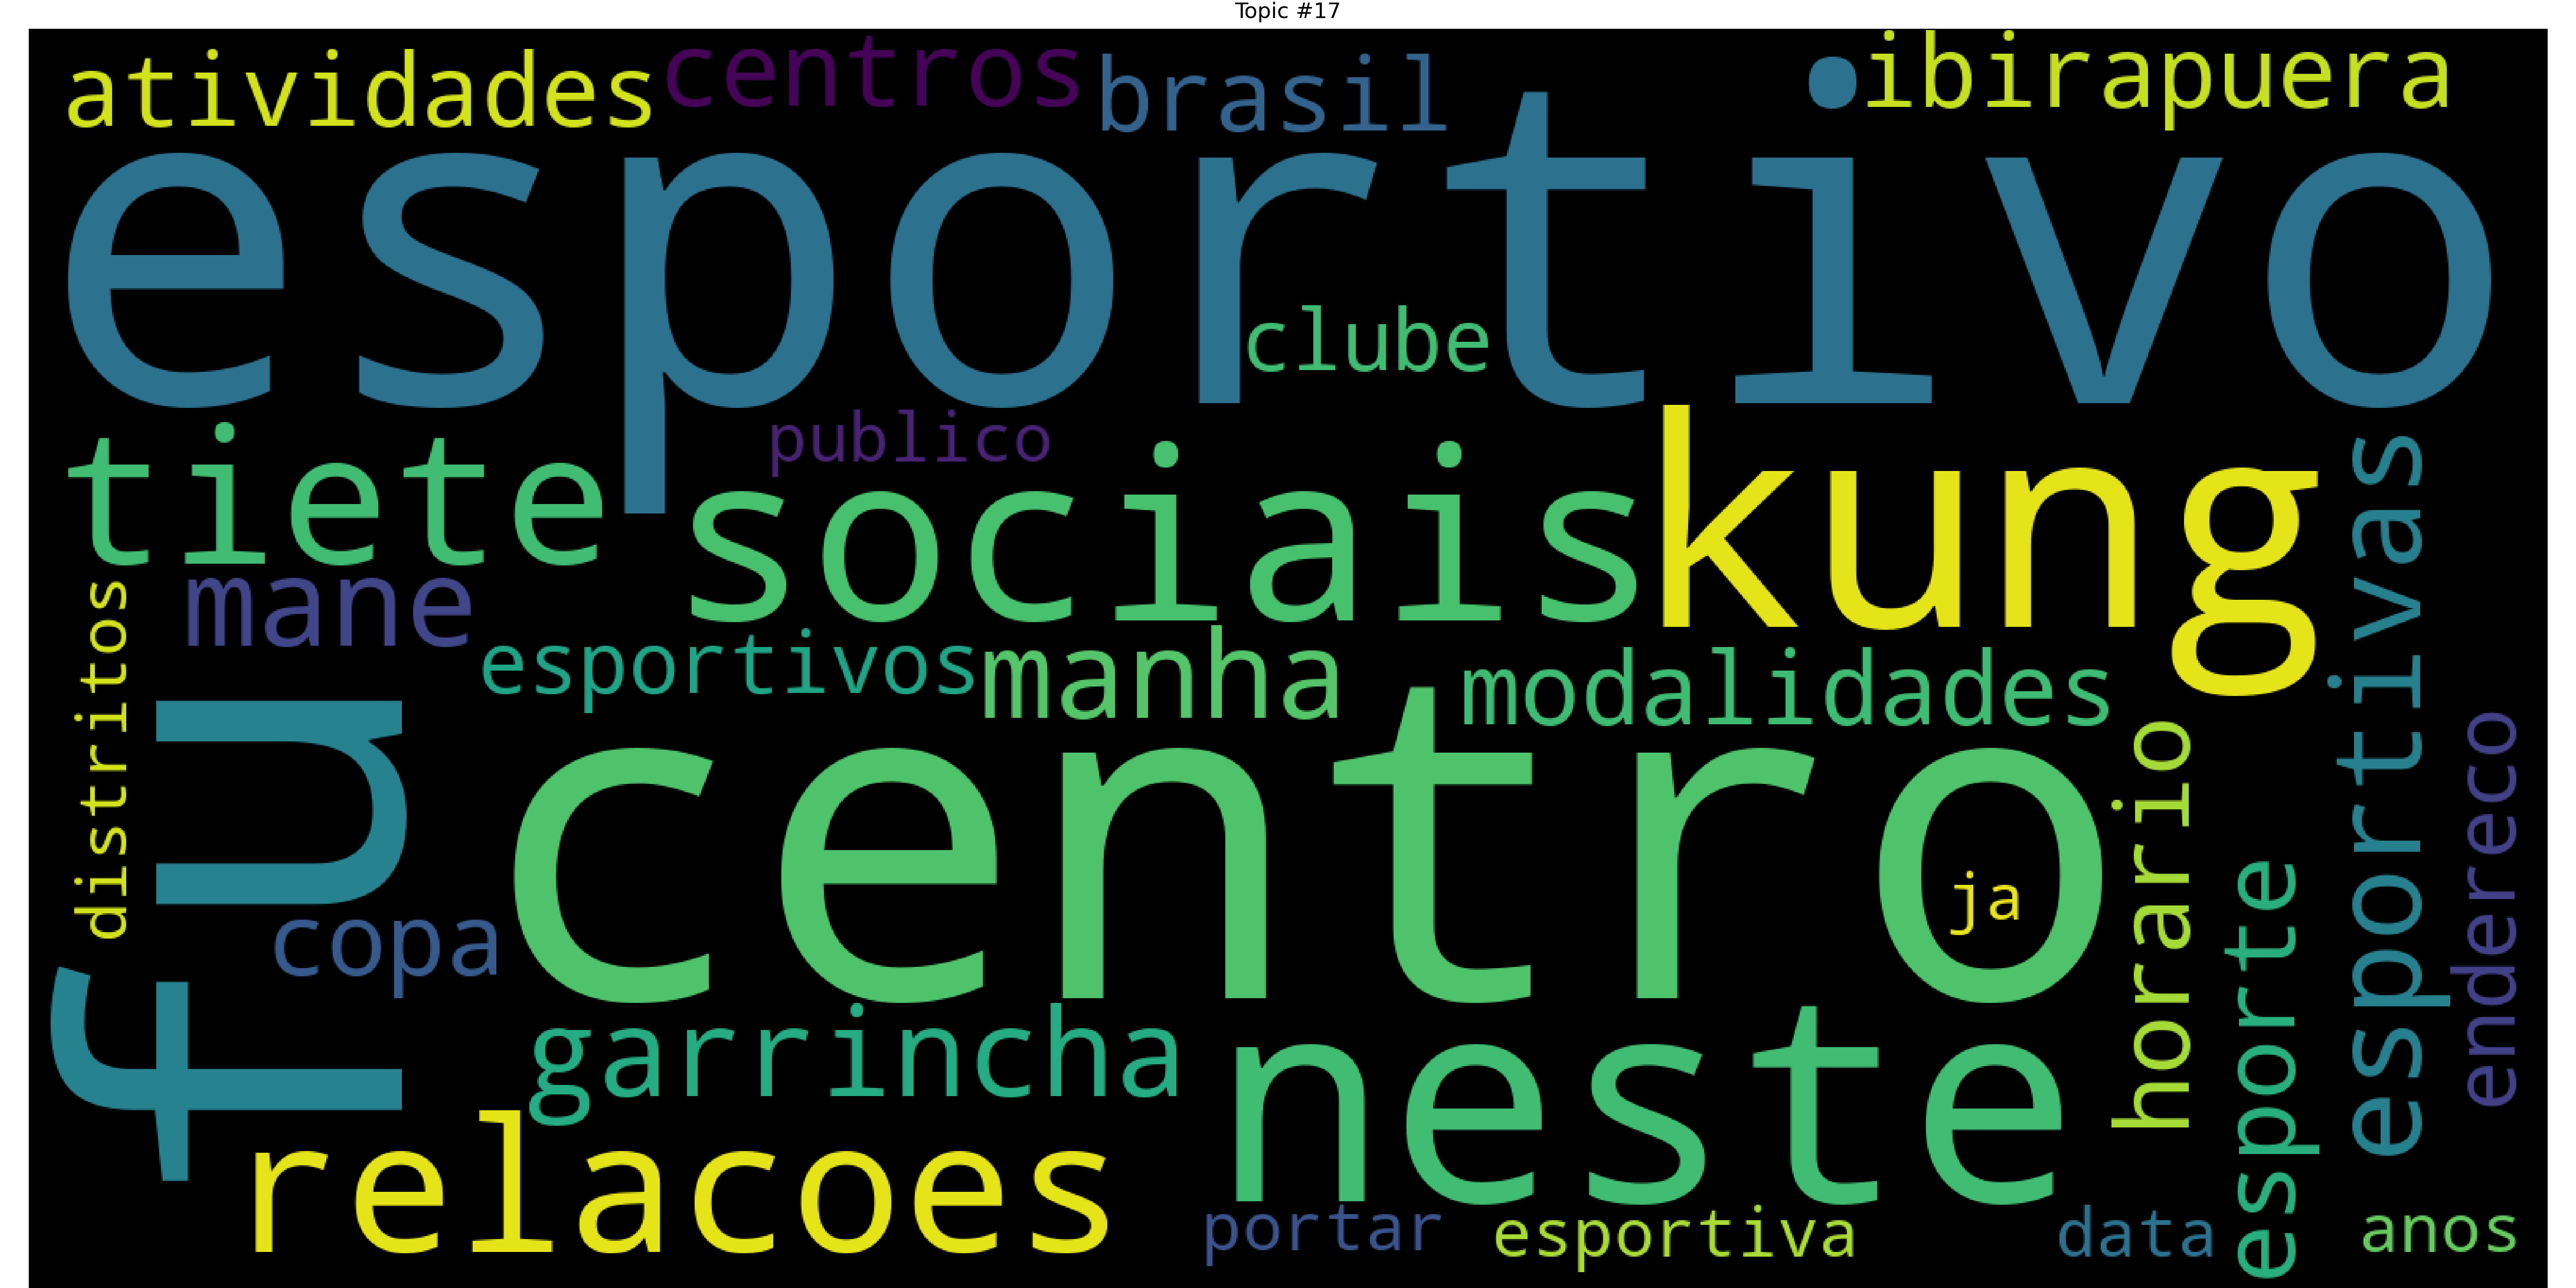 Topic #17
atividades
centros
brasil
ibirapuera
esportivo
clube
publico
tiete
sociais
kung
esportivas
mane
distritos
esportivos
manha
modalidades
fu
centro
ja
horario
endereco
copa
esporte
garrincha
neste
relacoes
portar
esportiva
data
anos